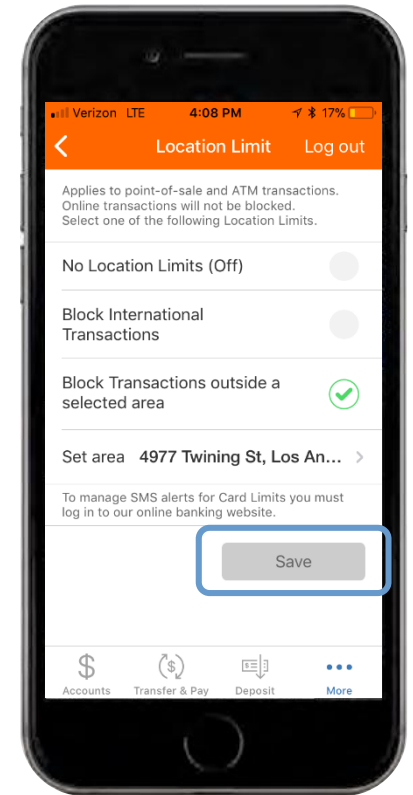 Verizon LTE 4:08 PM 17%
Location Limit Log out
Applies to point-of-sale and ATM transactions.
Online transactions will not be blocked.
Select one of the following Location Limits.
No Location Limits (Off)
Block International
Transactions
Block Transactions outside a
selected area
Set area 4977 Twining St, Los An...
To manage SMS alerts for Card Limits you must
log in to our online banking website.
Save
Accounts Transfer & Pay Deposit More